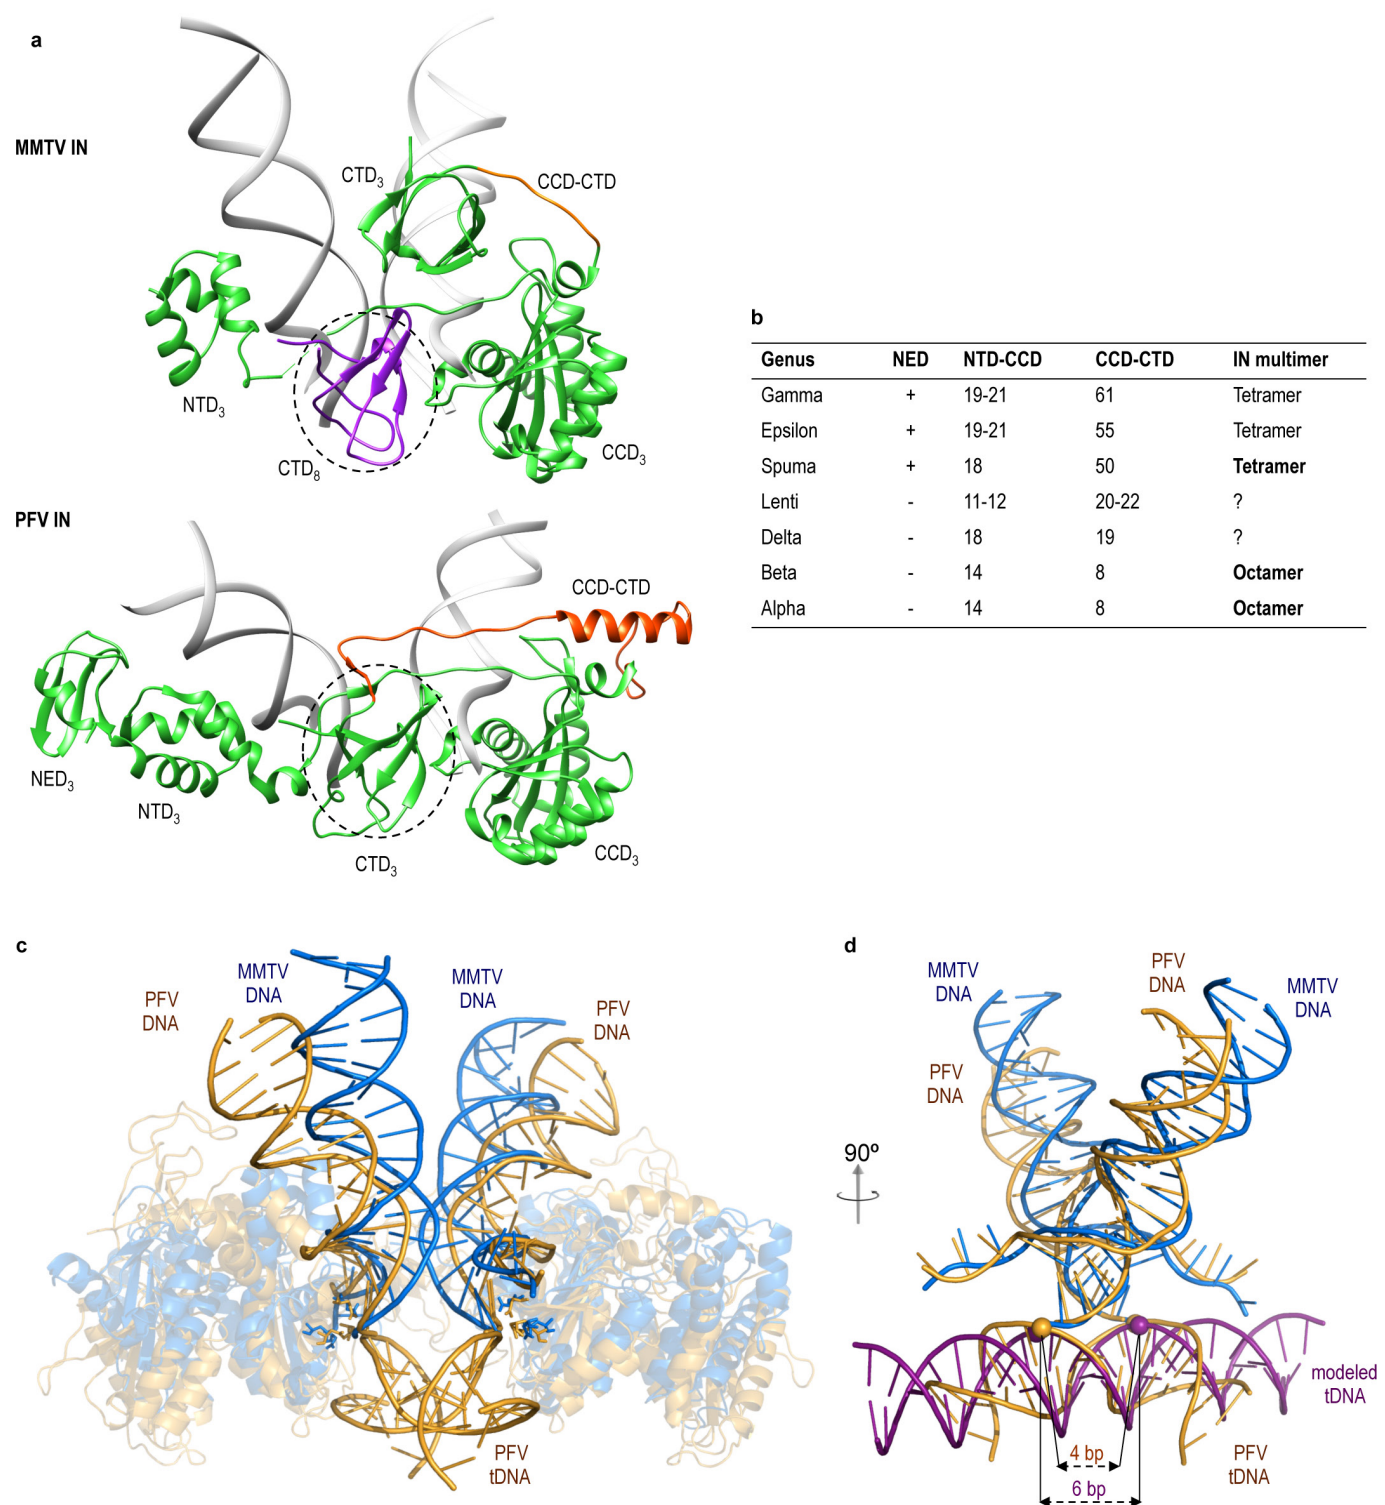 a
MMTV IN
CTD3
CCD-CTD
NTD3
CTD8
CCD3
PFV IN
CCD-CTD
NED3
NTD3
CTD3
CCD3
b
Genus NED NTD-CCD CCD-CTD IN multimer
Gamma + 19-21 61 Tetramer
Epsilon + 19-21 55 Tetramer
Spuma + 18 50 Tetramer
Lenti - 11-12 20-22 ?
Delta - 18 19 ?
Beta - 14 8 Octamer
Alpha - 14 8 Octamer
c
PFV
DNA
MMTV
DNA
MMTV
DNA
PFV
DNA
PFV
tDNA
d
90º
MMTV
DNA
PFV
DNA
MMTV
DNA
PFV
DNA
modeled
tDNA
4 bp
6 bp
PFV
tDNA